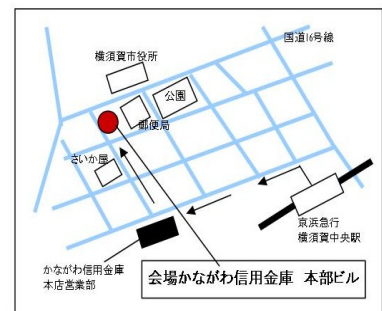 国道16号線
横須賀市役所
公園
郵便局
さいか屋
京浜急行
横須賀中央駅
かながわ信用金庫
本店営業部
会場かながわ信用金庫 本部ビル